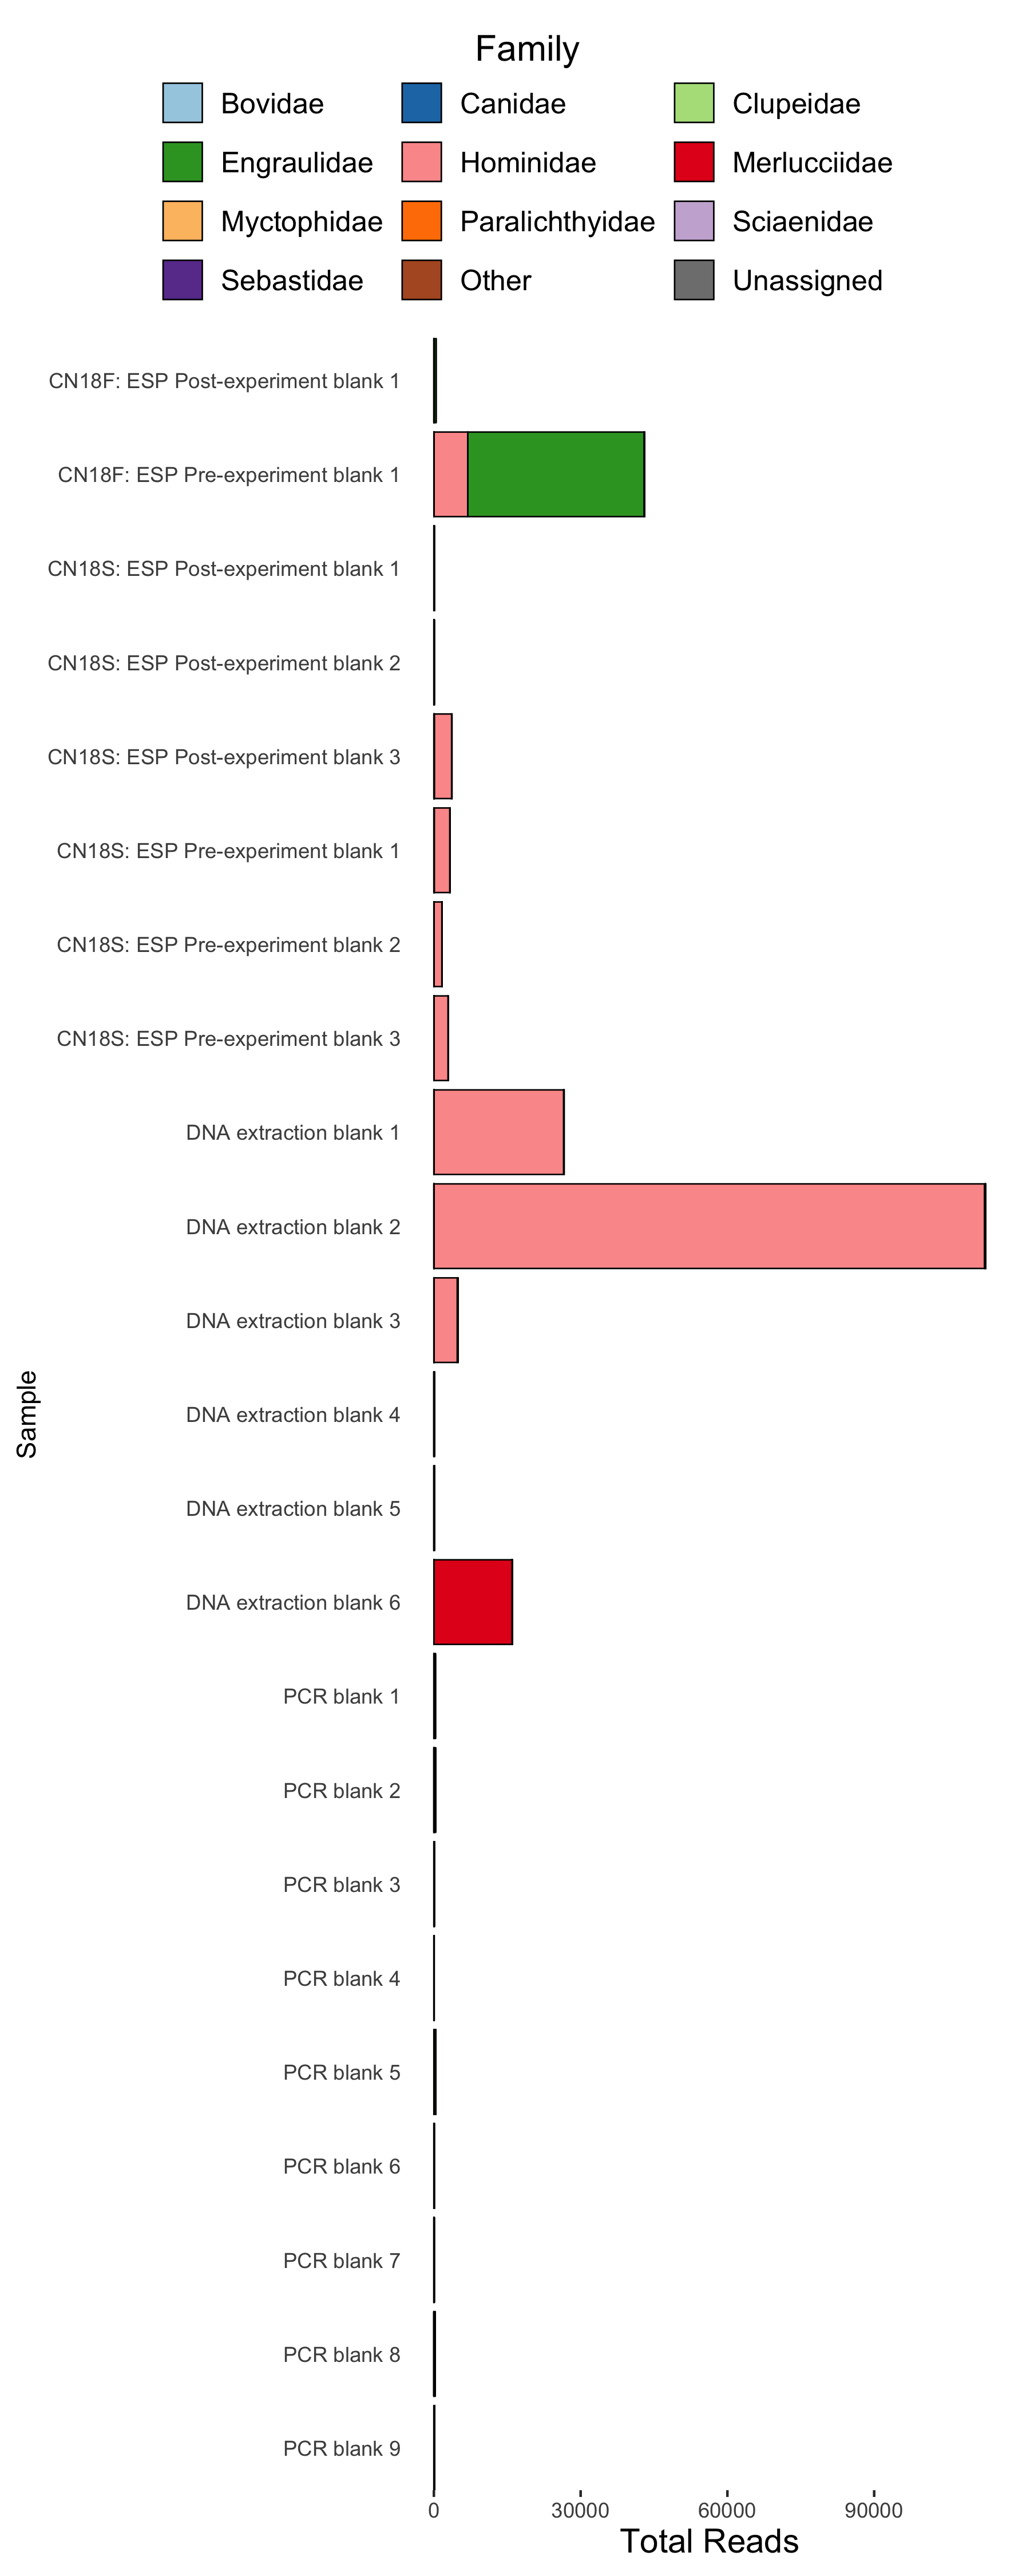 Family
Bovidae Canidae Clupeidae
Engraulidae Hominidae Merlucciidae
Myctophidae Paralichthyidae Sciaenidae
Sebastidae Other Unassigned
CN18F: ESP Post-experiment blank 1
CN18F: ESP Pre-experiment blank 1
CN18S: ESP Post-experiment blank 1
CN18S: ESP Post-experiment blank 2
CN18S: ESP Post-experiment blank 3
CN18S: ESP Pre-experiment blank 1
CN18S: ESP Pre-experiment blank 2
CN18S: ESP Pre-experiment blank 3
DNA extraction blank 1
DNA extraction blank 2
DNA extraction blank 3
DNA extraction blank 4
DNA extraction blank 5
DNA extraction blank 6
PCR blank 1
PCR blank 2
PCR blank 3
PCR blank 4
PCR blank 5
PCR blank 6
PCR blank 7
PCR blank 8
PCR blank 9
Sample
0 30000 60000 90000
Total Reads